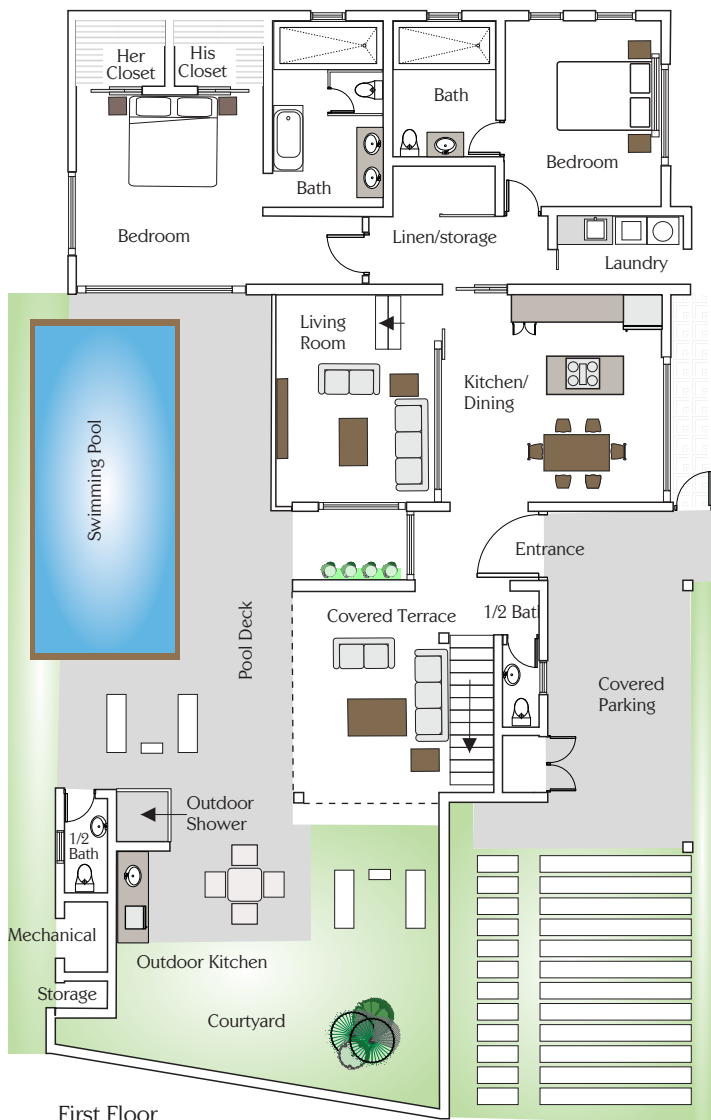 Her
Closet
His
Closet
Bath
Bath
Bedroom
Bedroom
Linen/storage
Laundry
Living
Room
Kitchen/
Dining
Swimming Pool
Entrance
Covered Terrace
1/2 Bath
Pool Deck
Covered
Parking
Outdoor
Shower
1/2
Bath
Mechanical
Outdoor Kitchen
Storage
Courtyard
First Floor